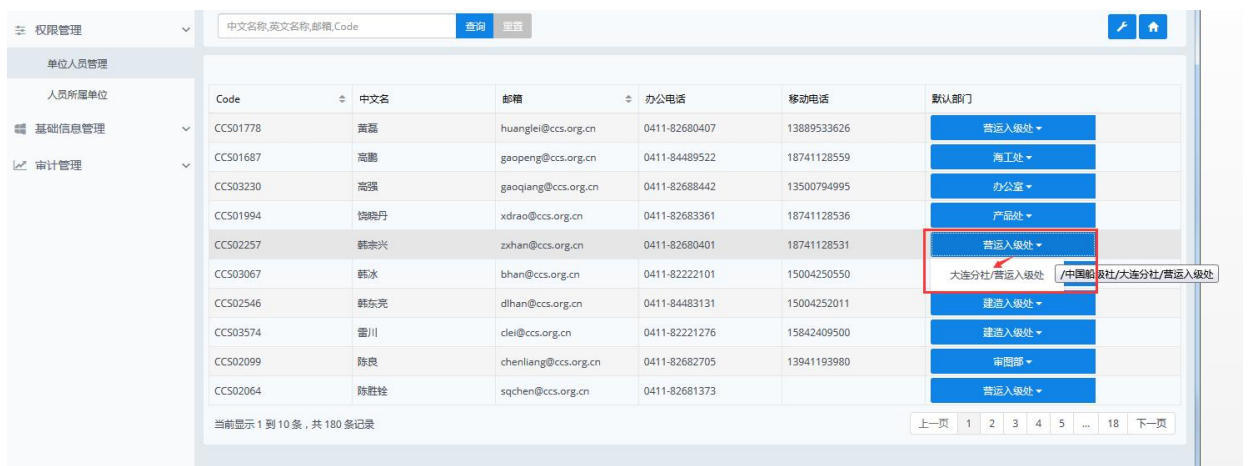 权限管理
单位人员管理
人员所属单位
基础信息管理
审计管理
中文名称,英文名称,邮箱,Code 查询 重置
Code 中文名 邮箱 办公电话 移动电话 默认部门
CCS01778 黄磊 huanglei@ccs.org.cn 0411-82680407 13889533626 营运入级处
CCS01687 高鹏 gaopeng@ccs.org.cn 0411-84489522 18741128559 海工处
CCS03230 高强 gaoqiang@ccs.org.cn 0411-82688442 13500794995 办公室
CCS01994 饶晓丹 xdrao@ccs.org.cn 0411-82683361 18741128536 产品处
CCS02257 韩宗兴 zxhan@ccs.org.cn 0411-82680401 18741128531 营运入级处
CCS03067 韩冰 bhan@ccs.org.cn 0411-82222101 15004250550 大连分社/营运入级处 /中国船级社/大连分社/营运入级处
CCS02546 韩东亮 dlhan@ccs.org.cn 0411-84483131 15004252011 建造入级处
CCS03574 雷川 clei@ccs.org.cn 0411-82221276 15842409500 建造入级处
CCS02099 陈良 chenliang@ccs.org.cn 0411-82682705 13941193980 审图部
CCS02064 陈胜铨 sqchen@ccs.org.cn 0411-82681373 营运入级处
当前显示 1 到 10 条，共 180 条记录 上一页 1 2 3 4 5 ... 18 下一页